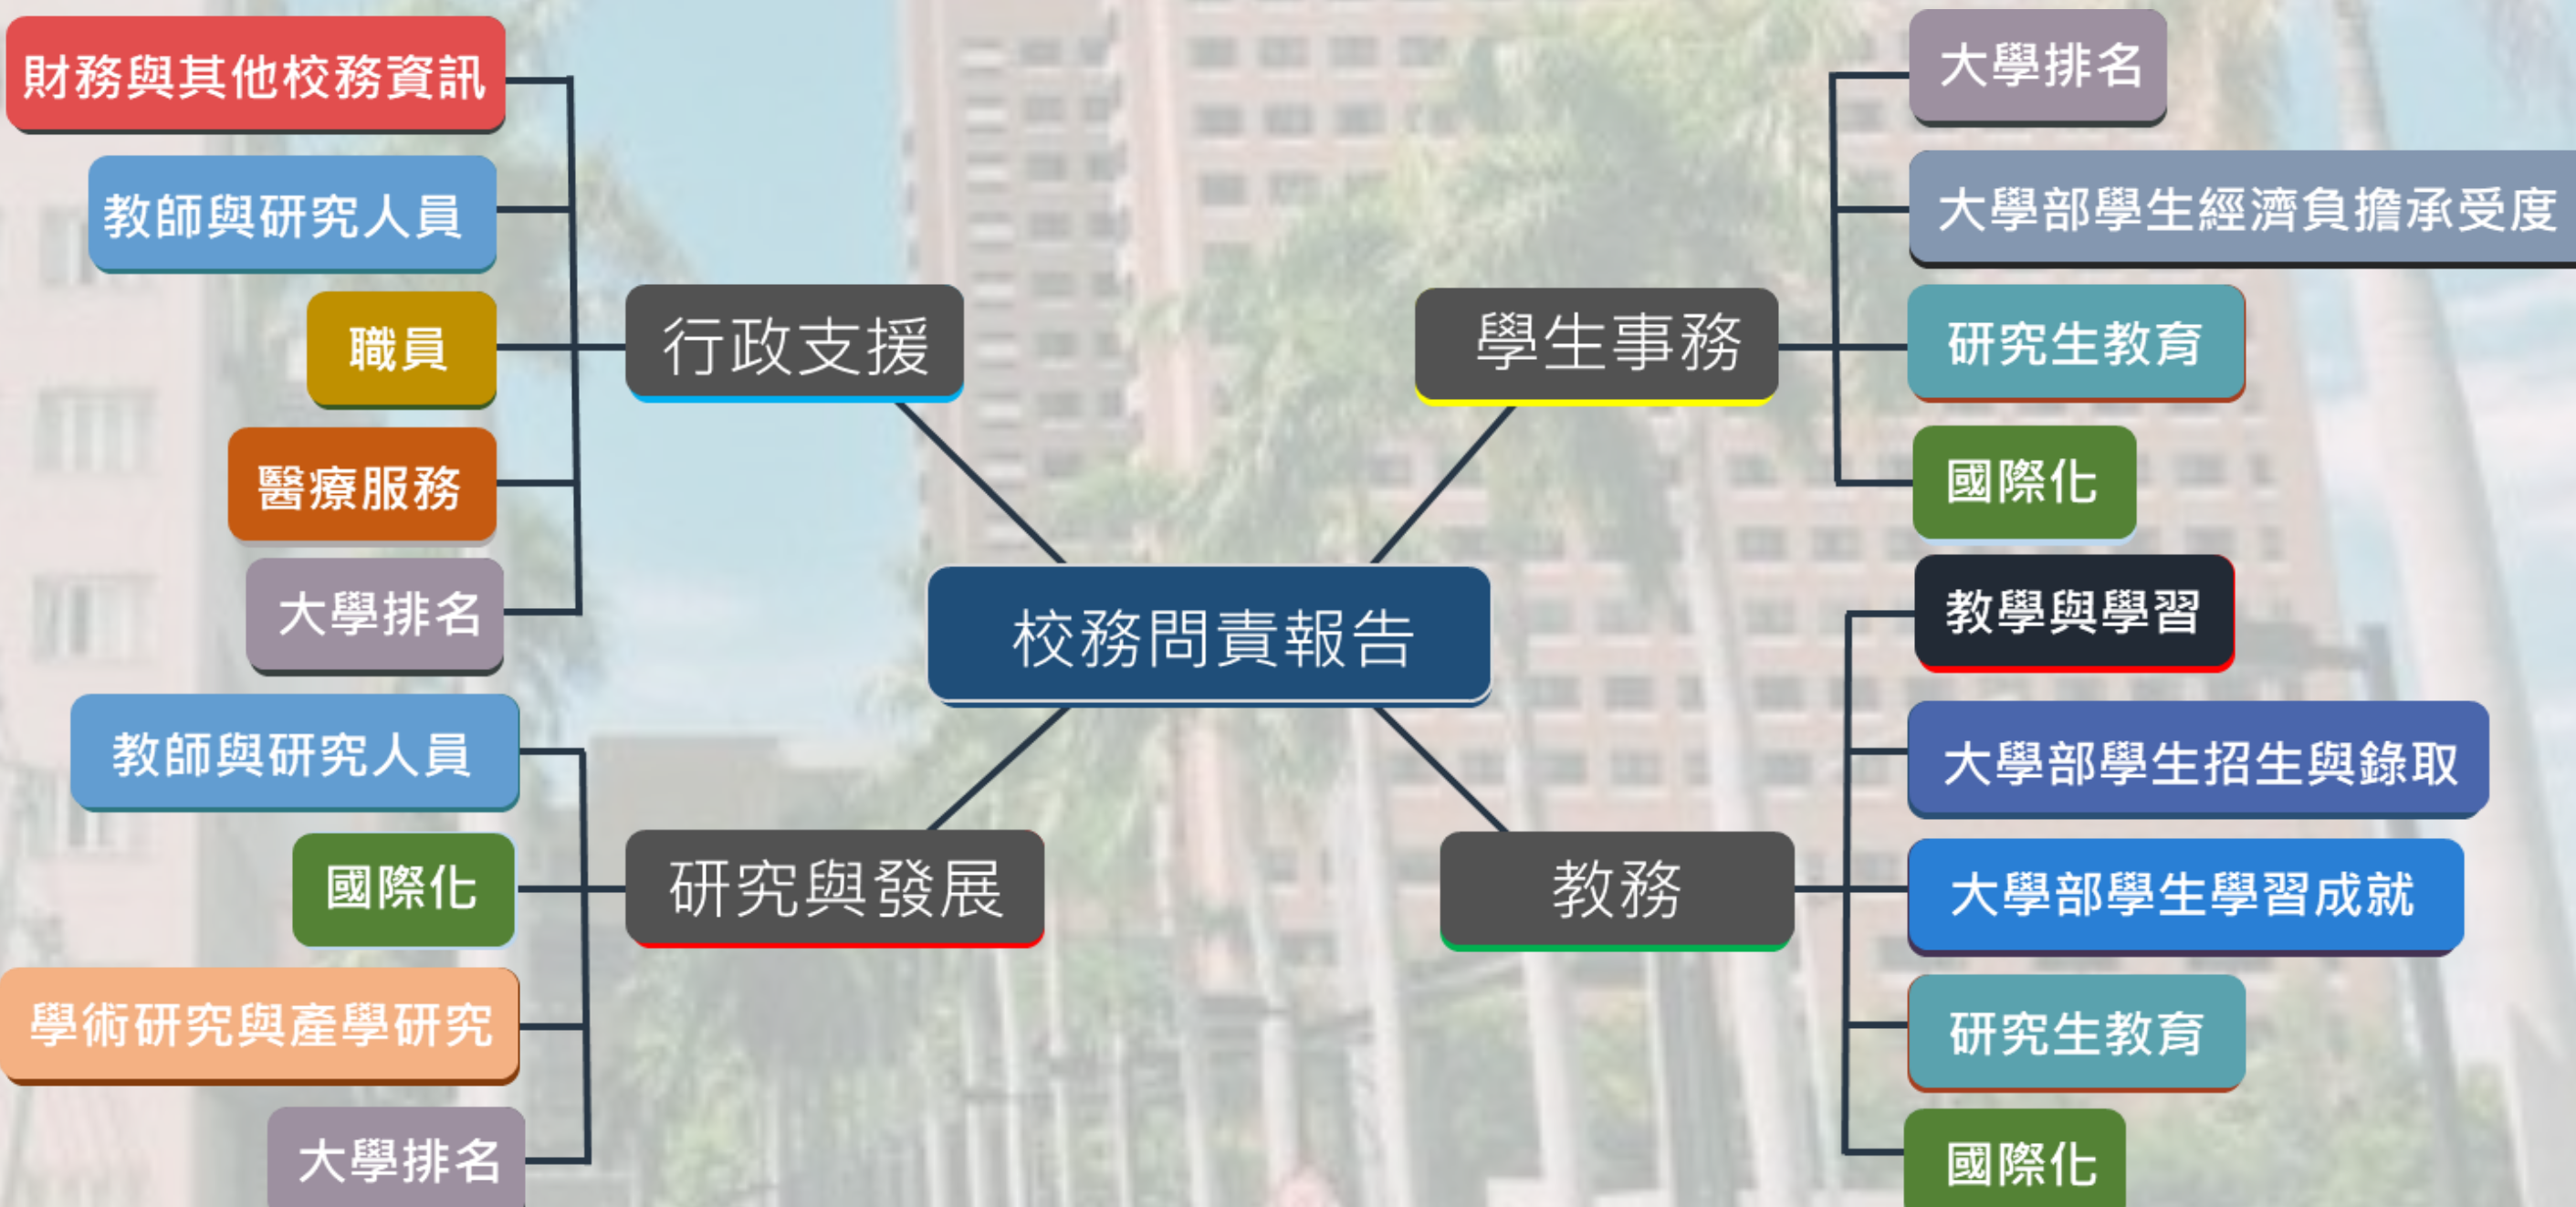 財務與其他校務資訊
教師與研究人員
職員
醫療服務
大學排名
行政支援
教師與研究人員
國際化
學術研究與產學研究
大學排名
研究與發展
校務問責報告
學生事務
大學排名
大學部學生經濟負擔承受度
研究生教育
國際化
教務
教學與學習
大學部學生招生與錄取
大學部學生學習成就
研究生教育
國際化